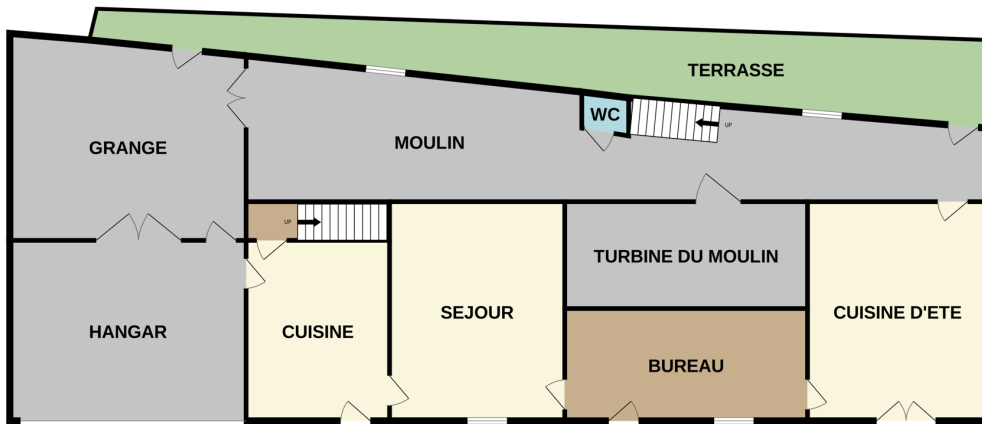 TERRASSE
WC
UP
MOULIN
GRANGE
UP
TURBINE DU MOULIN
SEJOUR
CUISINE D'ETE
HANGAR
CUISINE
BUREAU